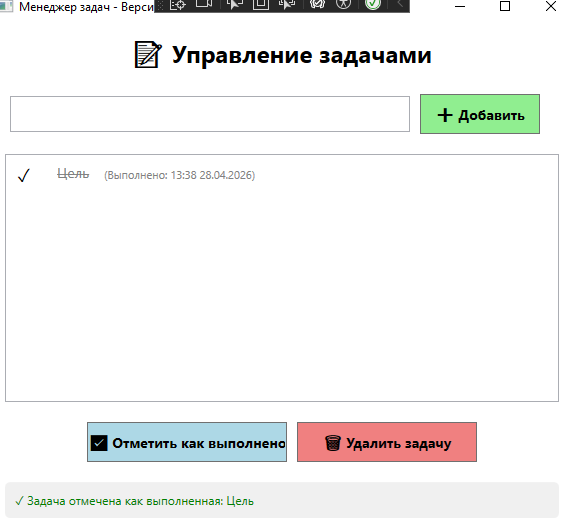 Менеджер задач - Верси
📝 Управление задачами
+ Добавить
✓ Цель (Выполнено: 13:38 28.04.2026)
☑ Отметить как выполнено
🗑 Удалить задачу
✓ Задача отмечена как выполненная: Цель